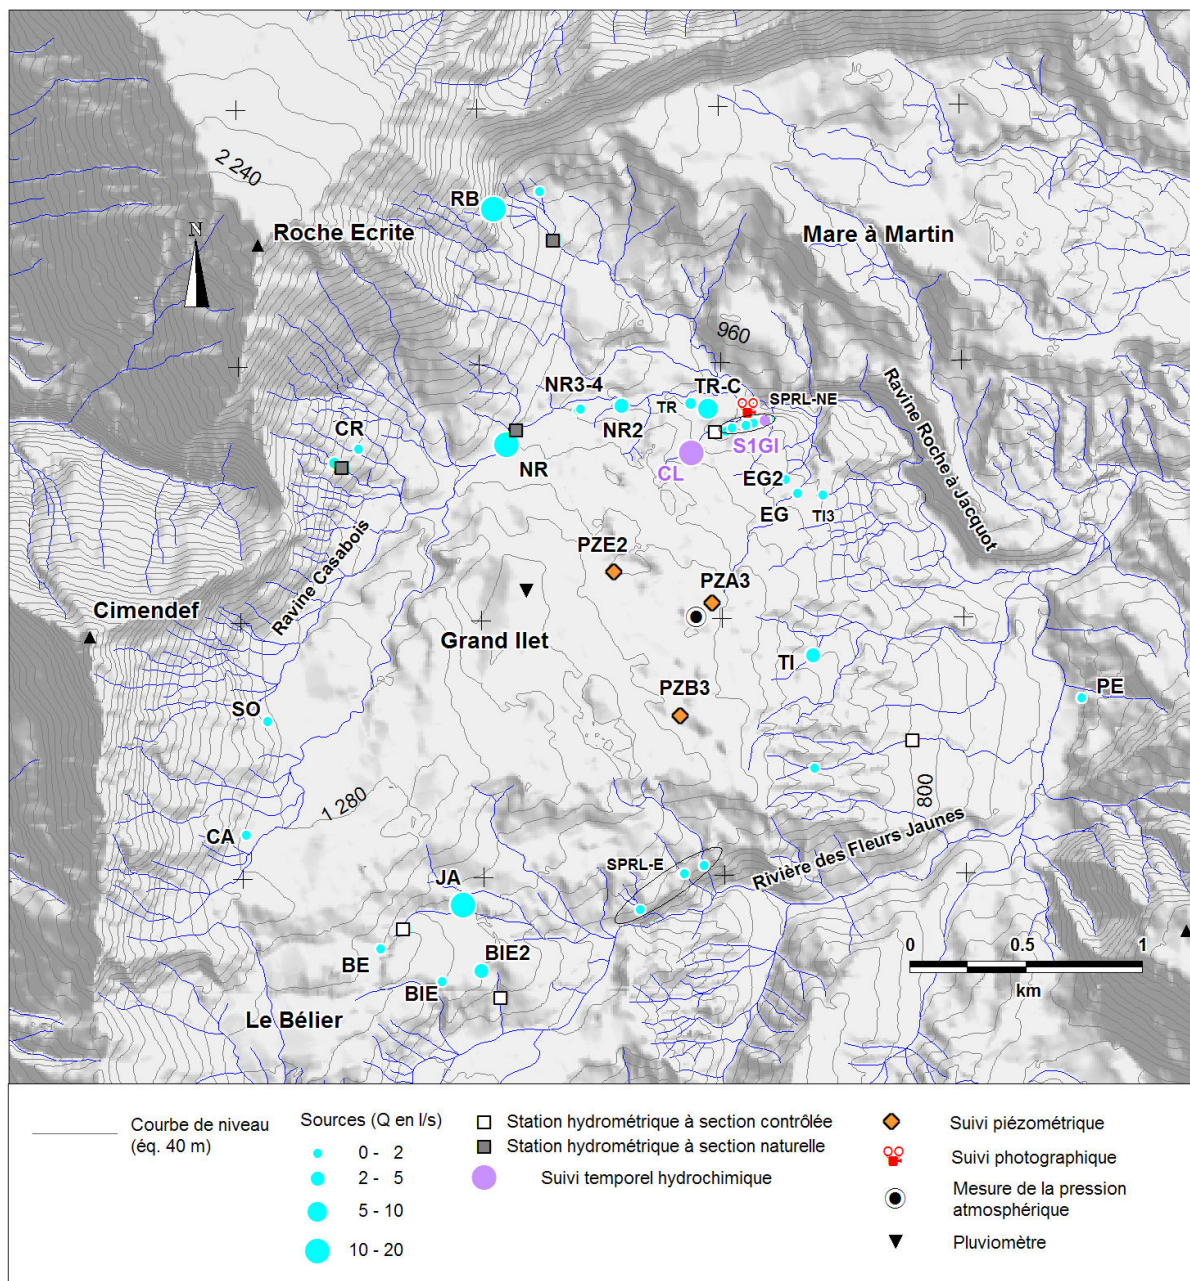 2 240
RB
Roche Ecrite
N
Mare à Martin
960
Ravine Roche à Jacquot
NR3-4
TR
TR-C
SPRL-NE
NR2
CR
S1GI
NR
CL
EG2
EG
TI3
Ravine Casabois
PZE2
PZA3
Cimendef
Grand Ilet
TI
PE
PZB3
SO
1 280
800
CA
Rivière des Fleurs Jaunes
SPRL-E
JA
BE
BIE2
BIE
0 0.5 1
km
Le Bélier
Courbe de niveau
(éq. 40 m)
Sources (Q en l/s)
0 - 2
2 - 5
5 - 10
10 - 20
Station hydrométrique à section contrôlée
Station hydrométrique à section naturelle
Suivi temporel hydrochimique
Suivi piézométrique
Suivi photographique
Mesure de la pression
atmosphérique
Pluviomètre